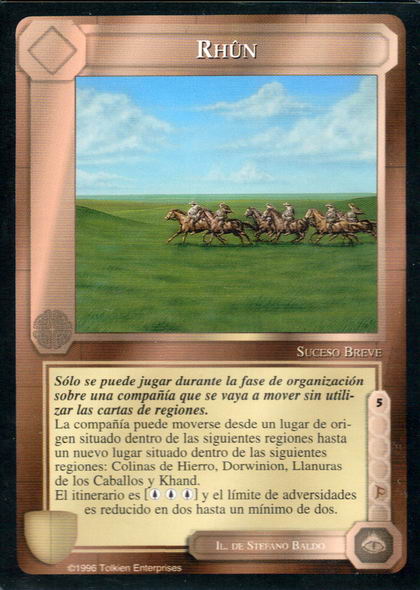 RHÛN
SUCESO BREVE
Sólo se puede jugar durante la fase de organización
sobre una compañía que se vaya a mover sin utili-
zar las cartas de regiones.
5
La compañía puede moverse desde un lugar de ori-
gen situado dentro de las siguientes regiones hasta
un nuevo lugar situado dentro de las siguientes
regiones: Colinas de Hierro, Dorwinion, Llanuras
de los Caballos y Khand.
El itinerario es [ ] y el límite de adversidades
es reducido en dos hasta un mínimo de dos.
IL. DE STEFANO BALDO
©1996 Tolkien Enterprises